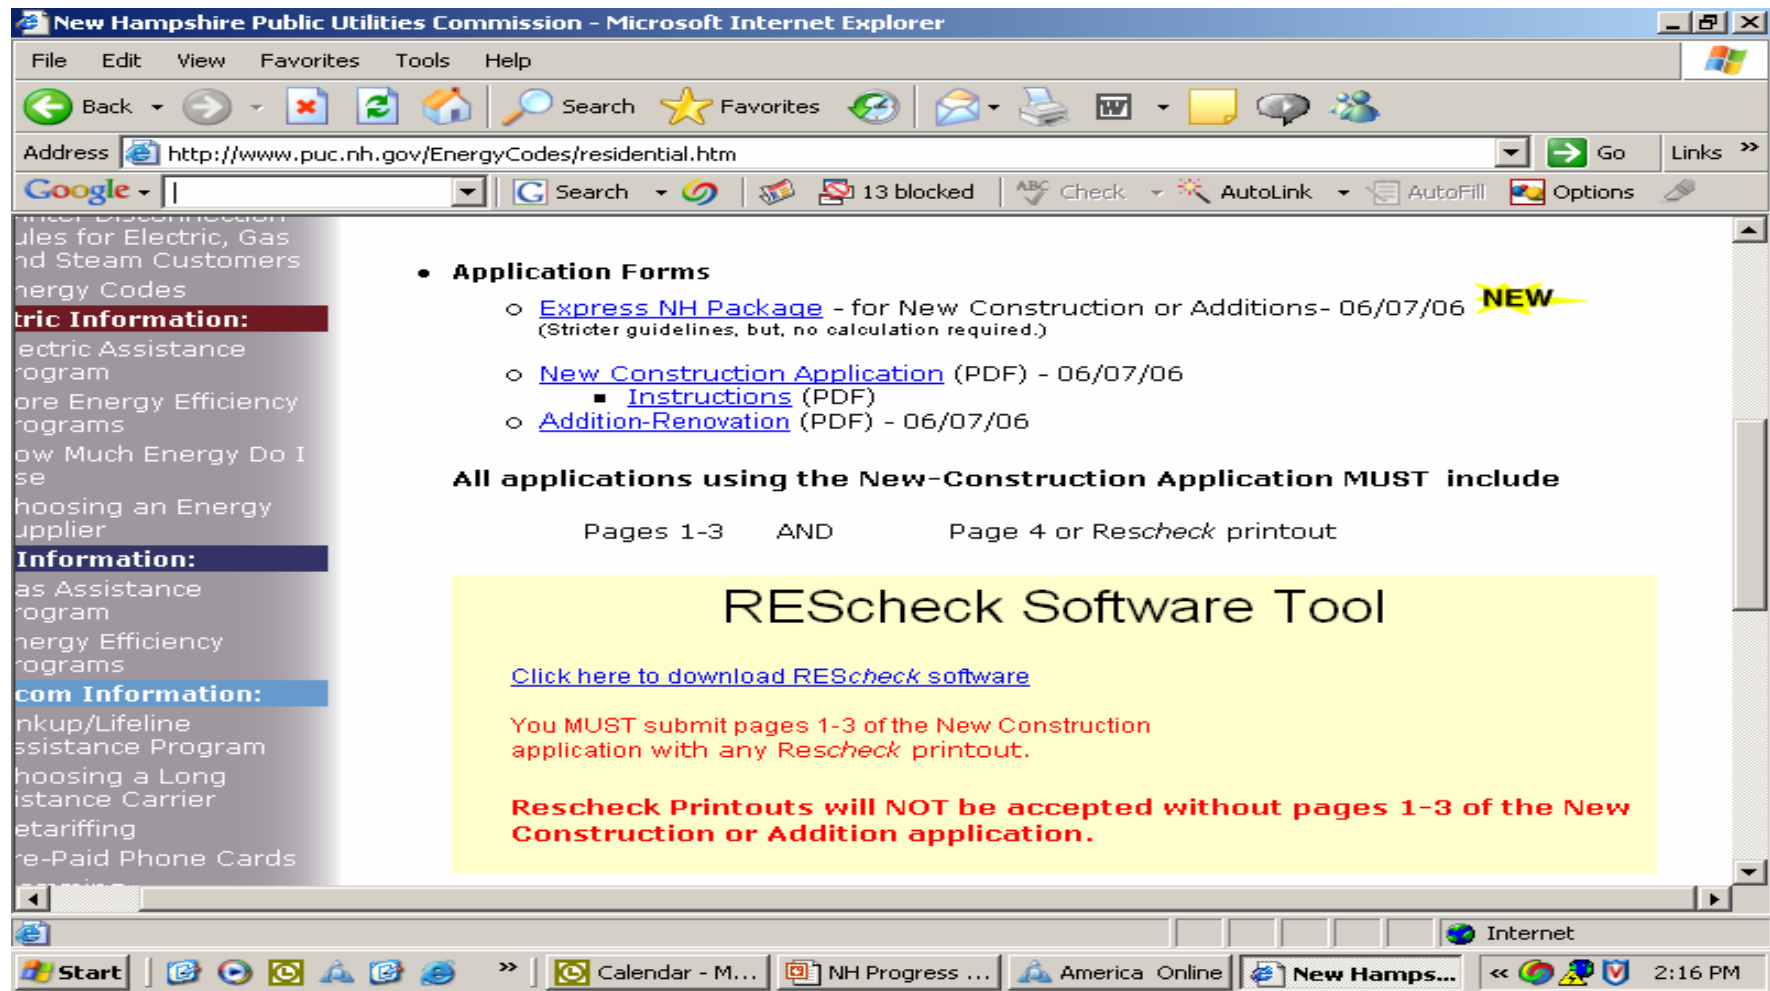 New Hampshire Public Utilities Commission - Microsoft Internet Explorer
File Edit View Favorites Tools Help
Back Search Favorites
Address http://www.puc.nh.gov/EnergyCodes/residential.htm Go Links »
Google Search 13 blocked ABC Check AutoLink AutoFill Options
ules for Electric, Gas
nd Steam Customers
nergy Codes
tric Information:
ectric Assistance
rogram
ore Energy Efficiency
rograms
ow Much Energy Do I
se
hoosing an Energy
upplier
Information:
as Assistance
rogram
nergy Efficiency
rograms
com Information:
nkup/Lifeline
ssistance Program
hoosing a Long
istance Carrier
etariffing
re-Paid Phone Cards
• Application Forms
o Express NH Package - for New Construction or Additions- 06/07/06 NEW
(Stricter guidelines, but, no calculation required.)
o New Construction Application (PDF) - 06/07/06
▪ Instructions (PDF)
o Addition-Renovation (PDF) - 06/07/06
All applications using the New-Construction Application MUST include
Pages 1-3 AND Page 4 or Rescheck printout
REScheck Software Tool
Click here to download REScheck software
You MUST submit pages 1-3 of the New Construction
application with any Rescheck printout.
Rescheck Printouts will NOT be accepted without pages 1-3 of the New
Construction or Addition application.
Internet
Start » Calendar - M... NH Progress ... America Online New Hamps... « 2:16 PM